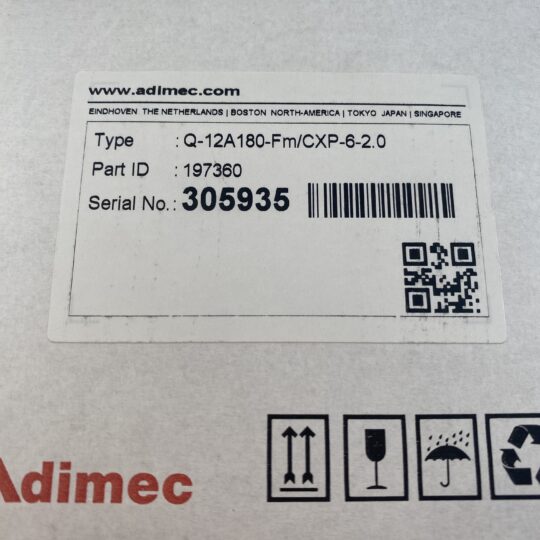 www.adimec.com
EINDHOVEN THE NETHERLANDS | BOSTON NORTH-AMERICA | TOKYO JAPAN | SINGAPORE
Type : Q-12A180-Fm/CXP-6-2.0
Part ID : 197360
Serial No. : 305935
Adimec